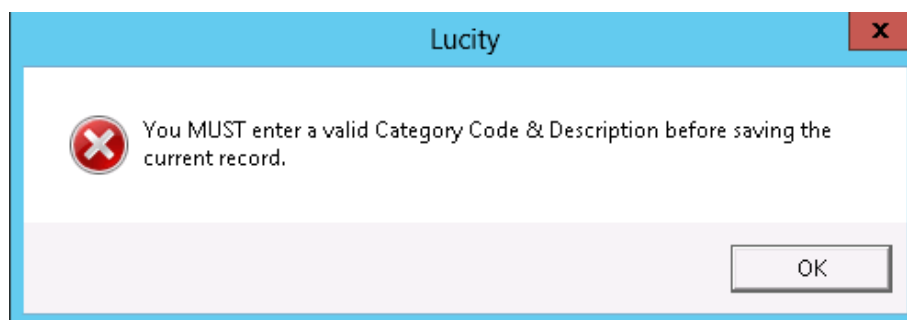 Lucity
x
You MUST enter a valid Category Code & Description before saving the
current record.
OK